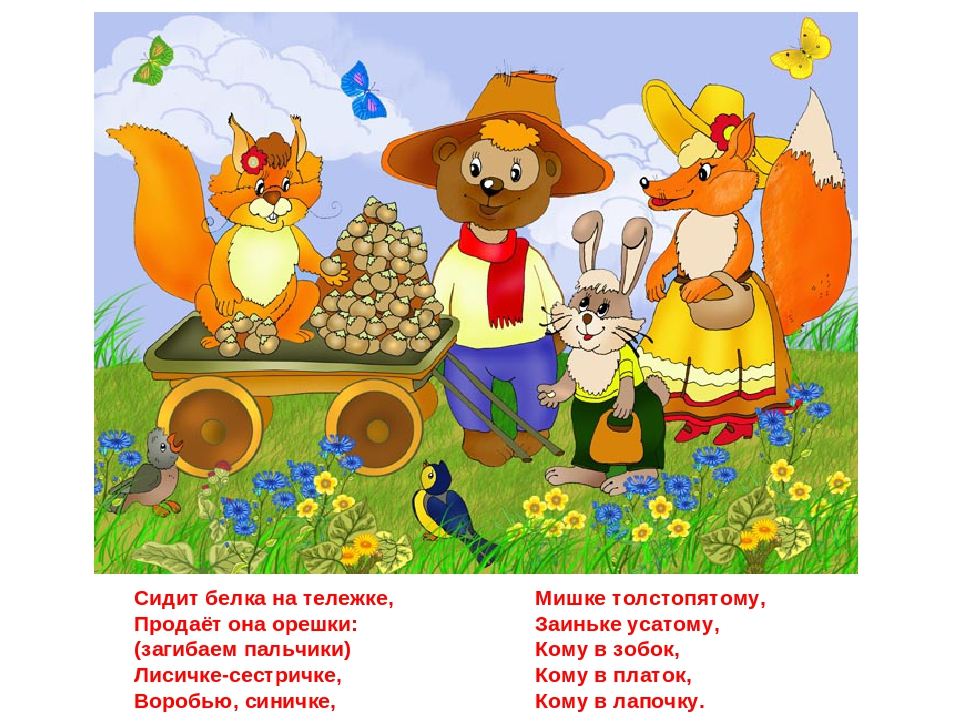 Сидит белка на тележке,
Продаёт она орешки:
(загибаем пальчики)
Лисичке-сестричке,
Воробью, синичке,
Мишке толстопятому,
Заиньке усатому,
Кому в зобок,
Кому в платок,
Кому в лапочку.